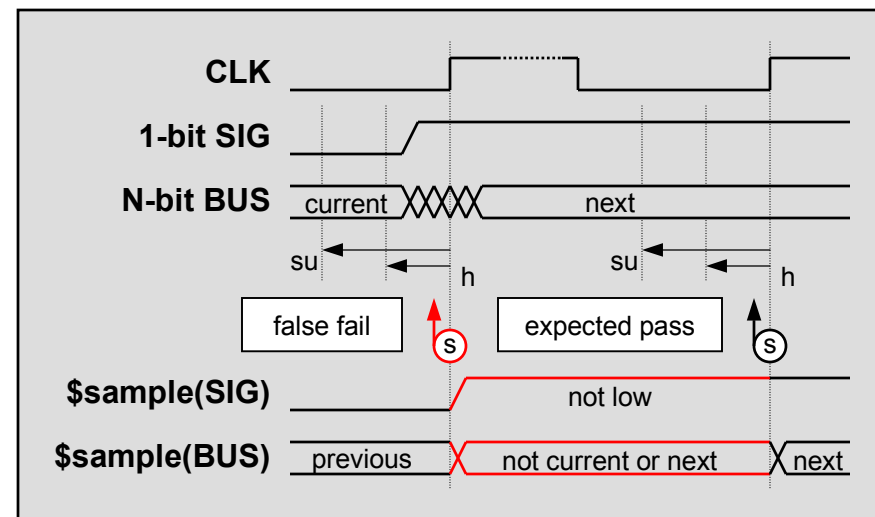 CLK
1-bit SIG
N-bit BUS
current
next
su
h
su
h
false fail
expected pass
S
S
$sample(SIG)
not low
$sample(BUS)
previous
not current or next
next